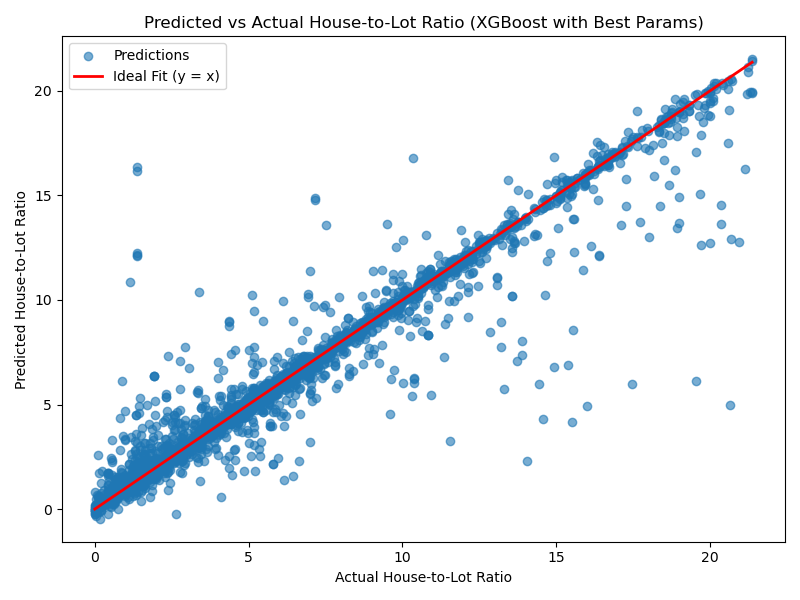 Predicted vs Actual House-to-Lot Ratio (XGBoost with Best Params)
Predictions
Ideal Fit (y = x)
Predicted House-to-Lot Ratio
20
15
10
5
0
0 5 10 15 20
Actual House-to-Lot Ratio